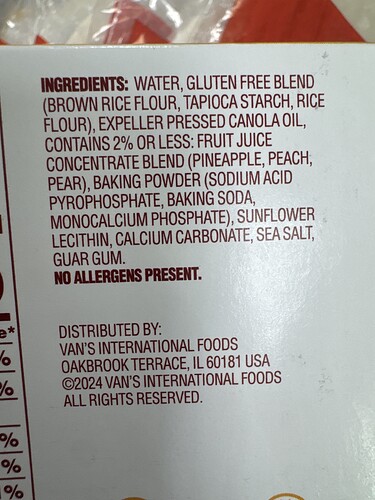 INGREDIENTS: WATER, GLUTEN FREE BLEND
(BROWN RICE FLOUR, TAPIOCA STARCH, RICE
FLOUR), EXPELLER PRESSED CANOLA OIL,
CONTAINS 2% OR LESS: FRUIT JUICE
CONCENTRATE BLEND (PINEAPPLE, PEACH,
PEAR), BAKING POWDER (SODIUM ACID
PYROPHOSPHATE, BAKING SODA,
MONOCALCIUM PHOSPHATE), SUNFLOWER
LECITHIN, CALCIUM CARBONATE, SEA SALT,
GUAR GUM.
NO ALLERGENS PRESENT.
DISTRIBUTED BY:
VAN'S INTERNATIONAL FOODS
OAKBROOK TERRACE, IL 60181 USA
©2024 VAN'S INTERNATIONAL FOODS
ALL RIGHTS RESERVED.
e*
%
%
%
%
%